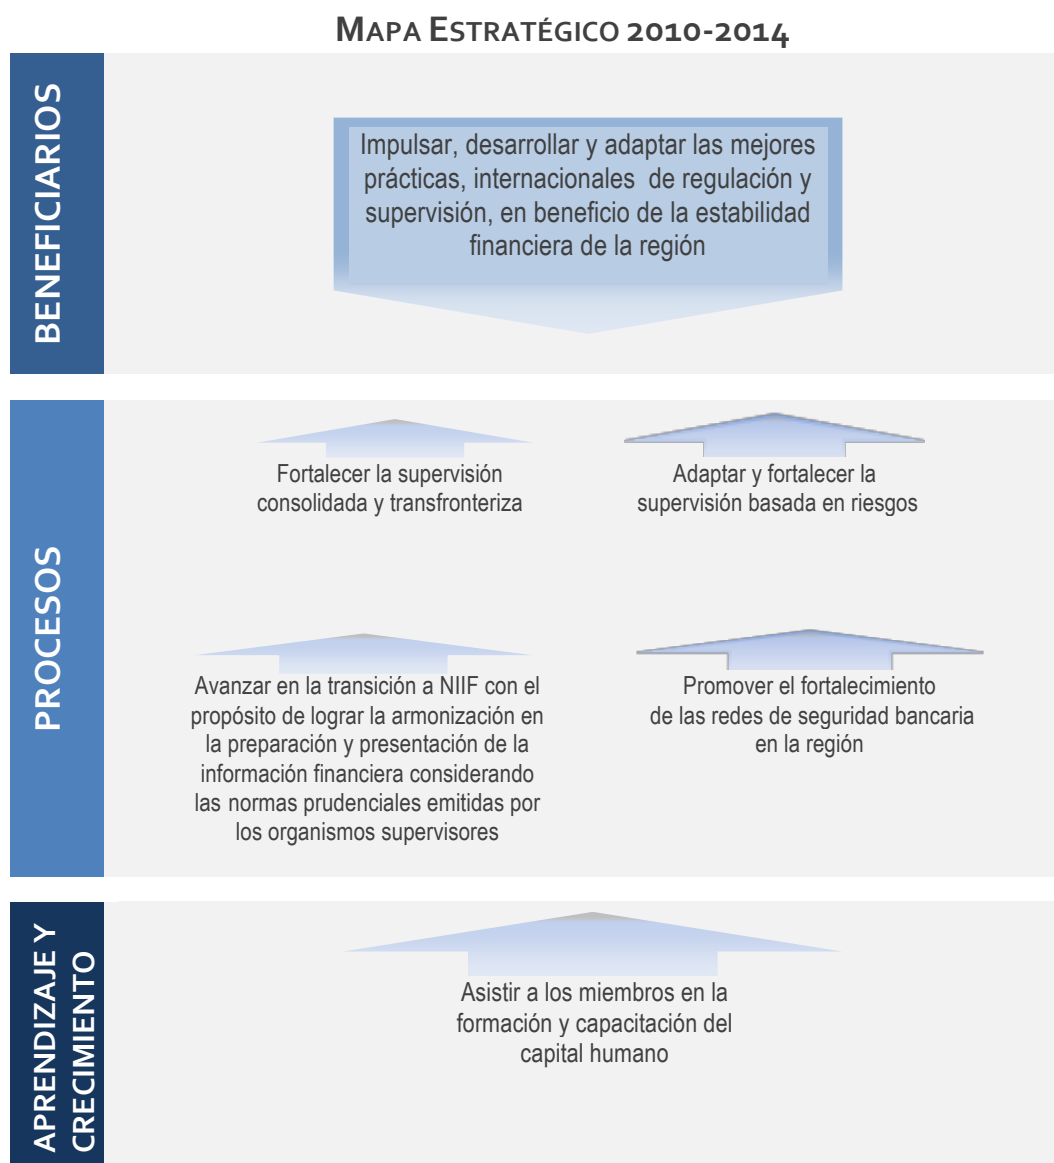 MAPA ESTRATÉGICO 2010-2014
BENEFICIARIOS
Impulsar, desarrollar y adaptar las mejores
prácticas, internacionales de regulación y
supervisión, en beneficio de la estabilidad
financiera de la región
PROCESOS
Fortalecer la supervisión
consolidada y transfronteriza
Adaptar y fortalecer la
supervisión basada en riesgos
Avanzar en la transición a NIIF con el
propósito de lograr la armonización en
la preparación y presentación de la
información financiera considerando
las normas prudenciales emitidas por
los organismos supervisores
Promover el fortalecimiento
de las redes de seguridad bancaria
en la región
APRENDIZAJE Y
CRECIMIENTO
Asistir a los miembros en la
formación y capacitación del
capital humano